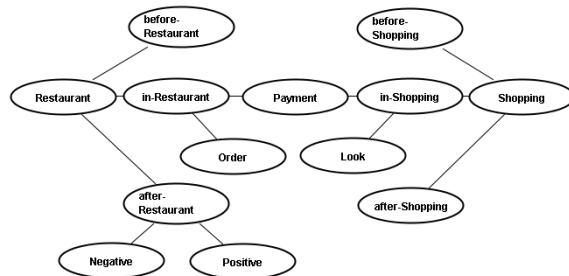 before-
Restaurant
before-
Shopping
Restaurant
in-Restaurant
Payment
in-Shopping
Shopping
Order
Look
after-
Restaurant
after-Shopping
Negative
Positive